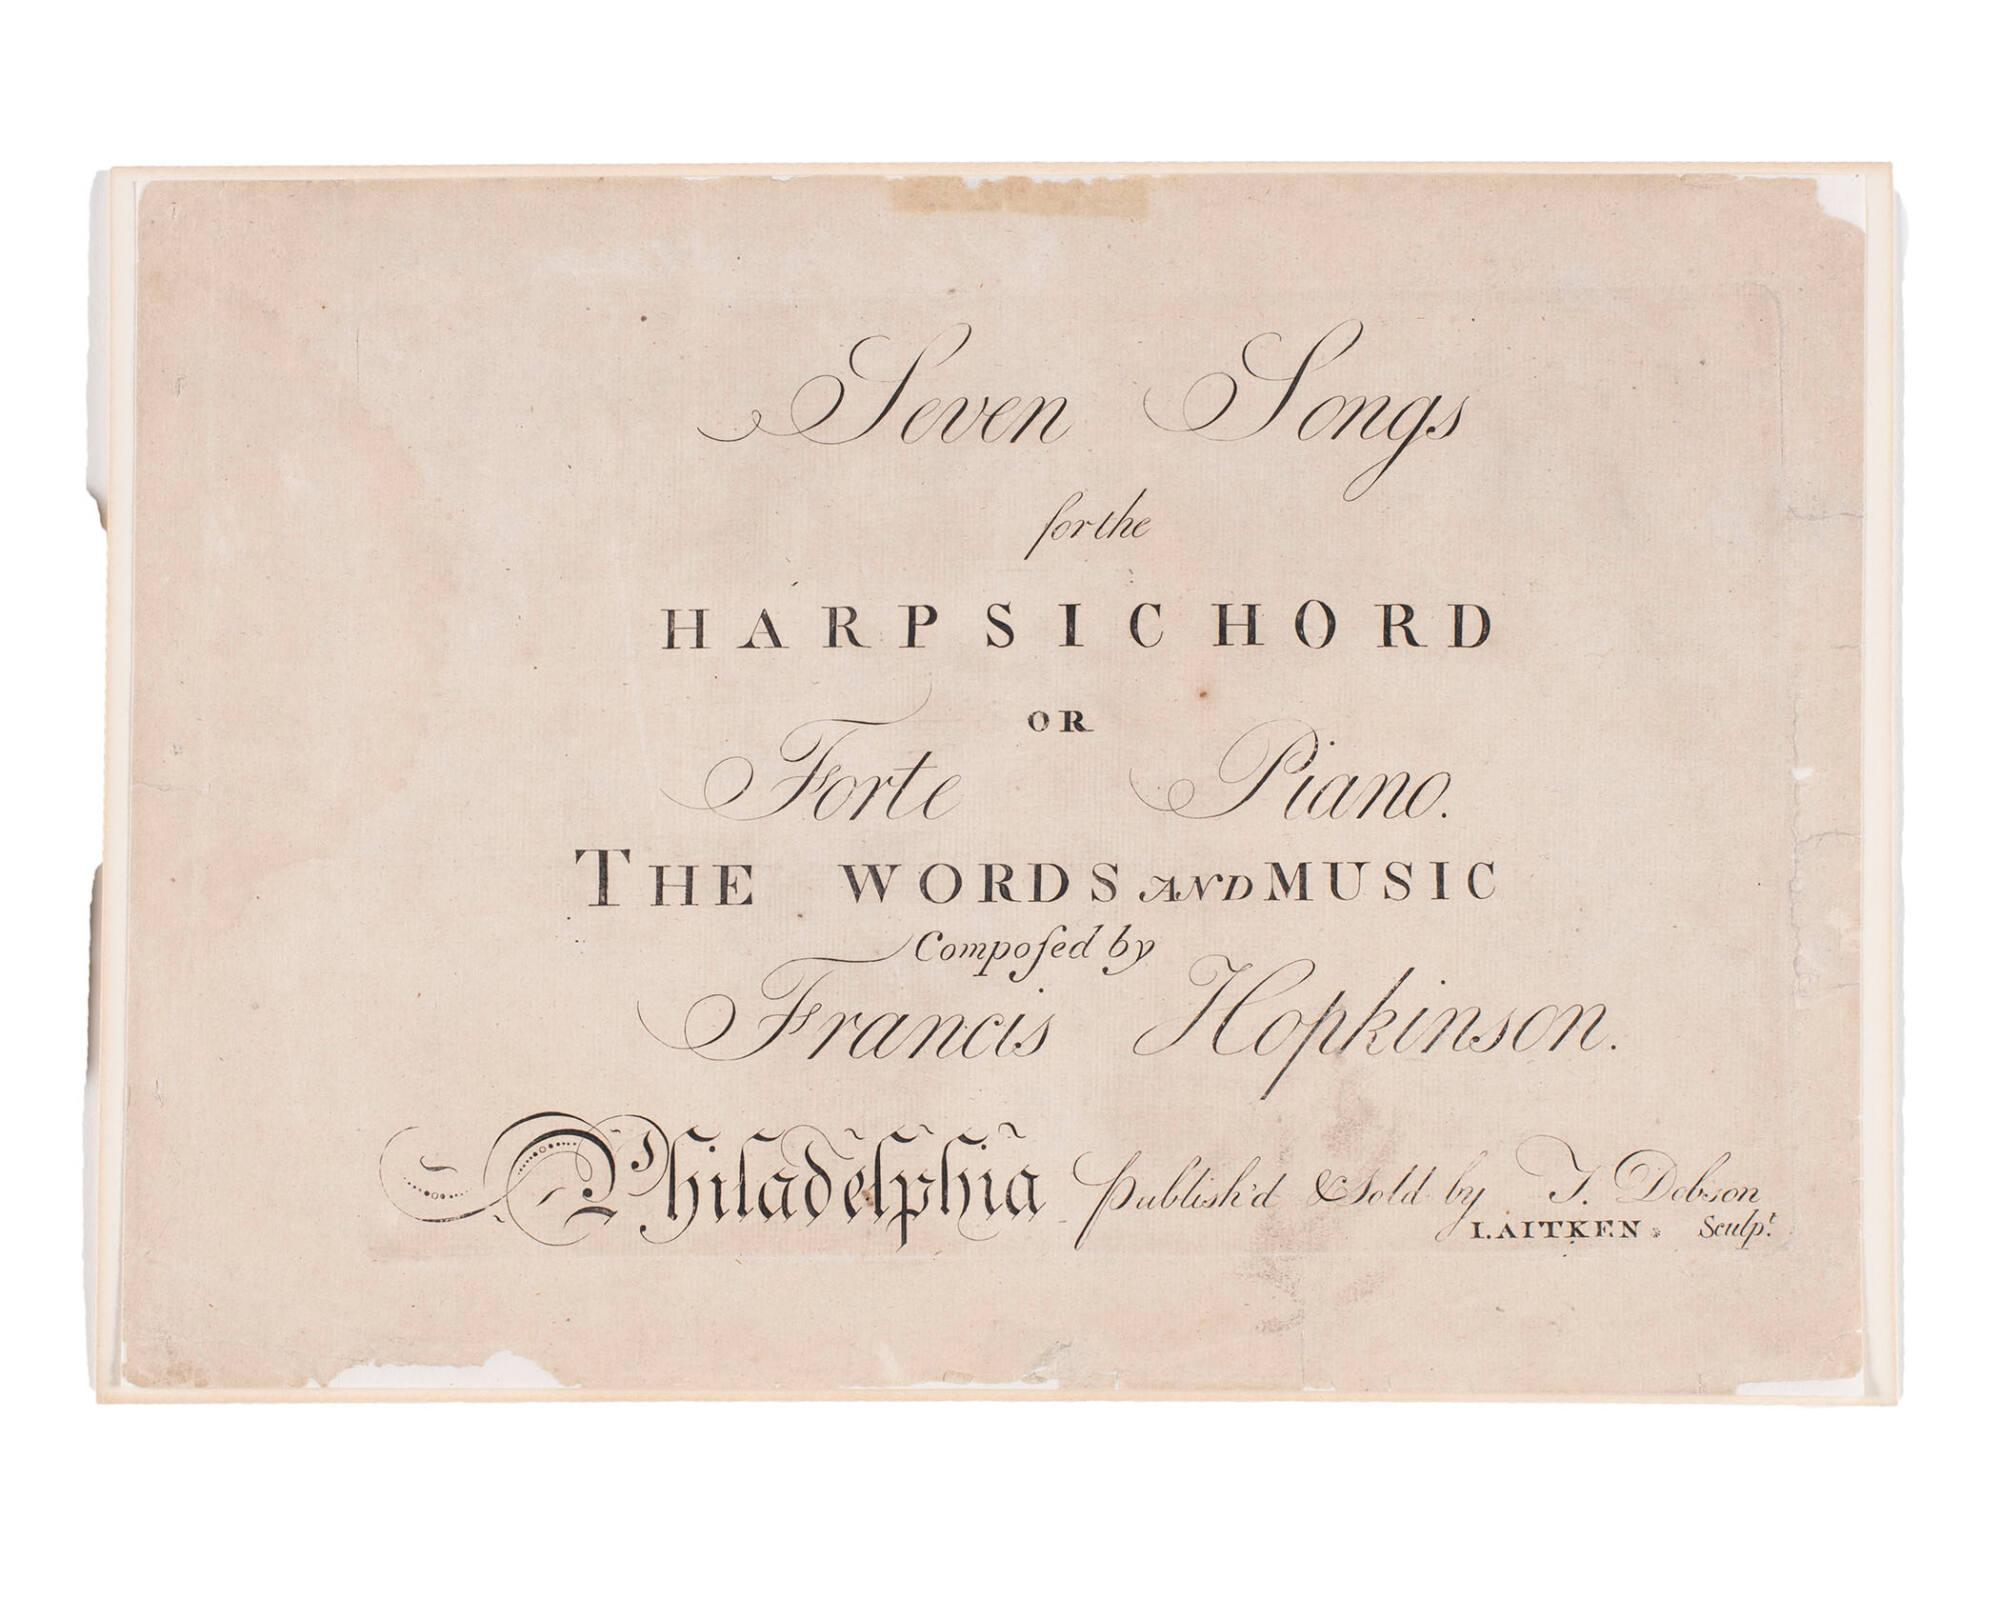 Seven Songs
for the
HARPSICHORD
OR
Forte Piano.
THE WORDS AND MUSIC
Compoſed by
Francis Hopkinson.
Philadelphia Publish'd & Sold by T. Dobson
I. AITKEN. Sculpt.